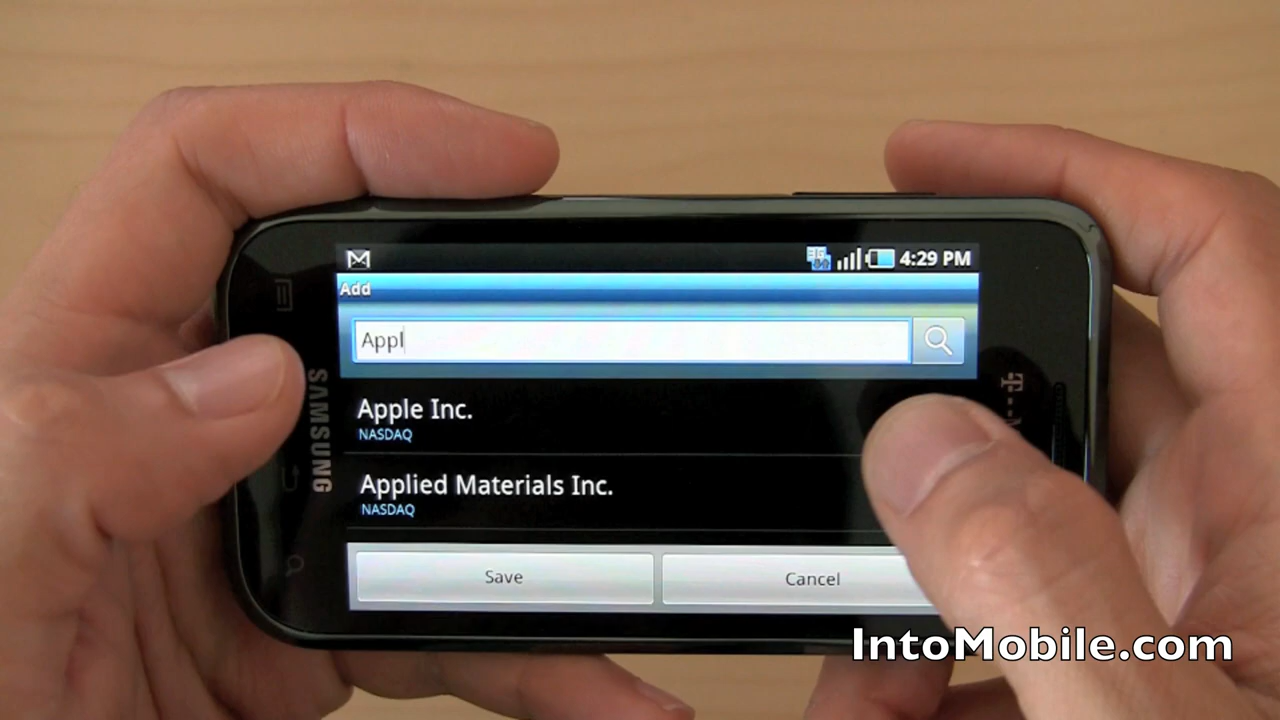 4:29 PM
Add
Appl
Apple Inc.
NASDAQ
Applied Materials Inc.
NASDAQ
Save
Cancel
SAMSUNG
IntoMobile.com